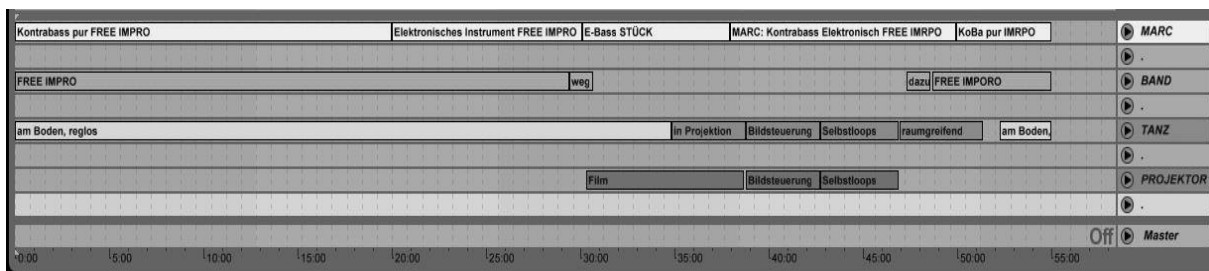 Kontrabass pur FREE IMPRO Elektronisches Instrument FREE IMPRO E-Bass STÜCK MARC: Kontrabass Elektronisch FREE IMRPO KoBa pur IMRPO MARC
.
FREE IMPRO weg dazu FREE IMPORO BAND
.
am Boden, reglos in Projektion Bildsteuerung Selbstloops raumgreifend am Boden, TANZ
.
Film Bildsteuerung Selbstloops PROJEKTOR
.
Off Master
0:00 5:00 10:00 15:00 20:00 25:00 30:00 35:00 40:00 45:00 50:00 55:00